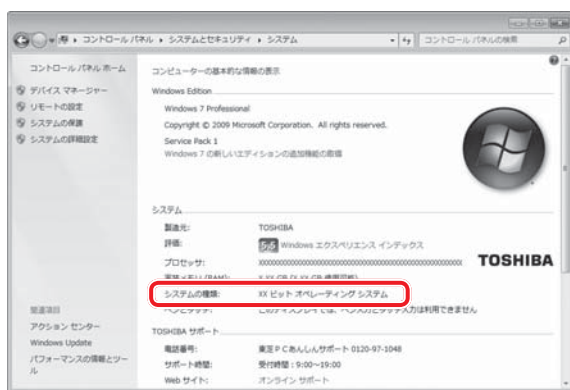 コントロール パネル ▸ システムとセキュリティ ▸ システム
コントロール パネルの検索
コントロール パネル ホーム
デバイス マネージャー
リモートの設定
システムの保護
システムの詳細設定
コンピューターの基本的な情報の表示
Windows Edition
Windows 7 Professional
Copyright © 2009 Microsoft Corporation. All rights reserved.
Service Pack 1
Windows 7 の新しいエディションの追加機能の取得
システム
製造元: TOSHIBA
評価: 5.5 Windows エクスペリエンス インデックス
プロセッサ:
TOSHIBA
システムの種類: XX ビット オペレーティング システム
TOSHIBA サポート
電話番号: 東芝PCあんしんサポート 0120-97-1048
サポート時間: 受付時間:9:00~19:00
Web サイト: オンライン サポート
関連項目
アクション センター
Windows Update
パフォーマンスの情報とツール